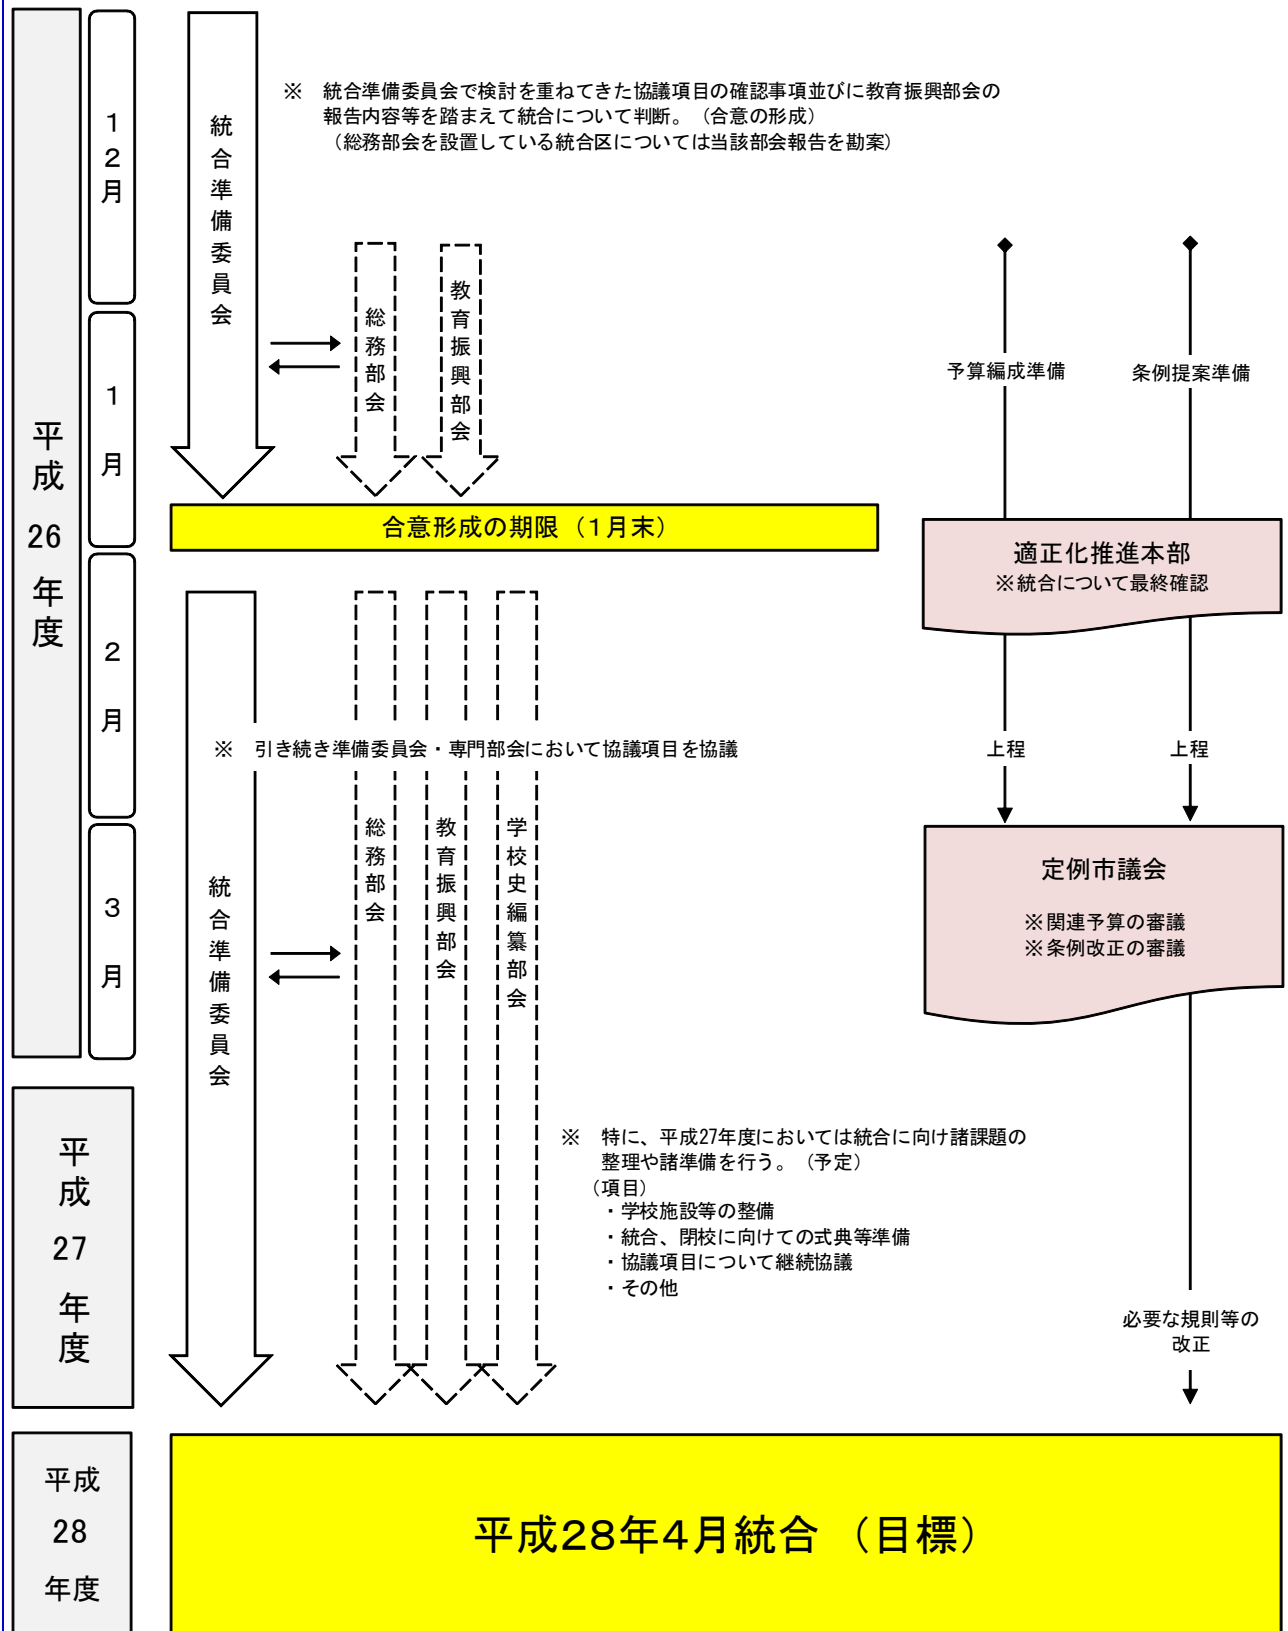 平成26年度
12月
1月
2月
3月
統合準備委員会
※　統合準備委員会で検討を重ねてきた協議項目の確認事項並びに教育振興部会の
報告内容等を踏まえて統合について判断。（合意の形成）
（総務部会を設置している統合区については当該部会報告を勘案）
総務部会
教育振興部会
予算編成準備
条例提案準備
合意形成の期限（1月末）
適正化推進本部
※統合について最終確認
※　引き続き準備委員会・専門部会において協議項目を協議
上程
上程
統合準備委員会
総務部会
教育振興部会
学校史編纂部会
定例市議会
※関連予算の審議
※条例改正の審議
平成27年度
※　特に、平成27年度においては統合に向け諸課題の
整理や諸準備を行う。（予定）
（項目）
・学校施設等の整備
・統合、閉校に向けての式典等準備
・協議項目について継続協議
・その他
必要な規則等の
改正
平成
28
年度
平成28年4月統合（目標）